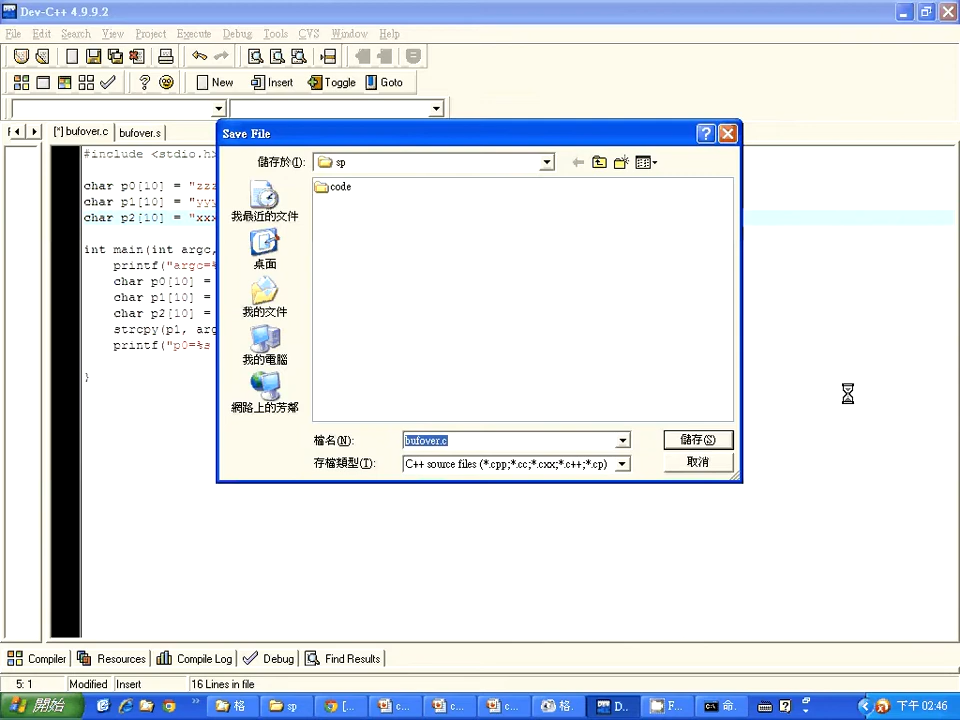 Dev-C++ 4.9.9.2
File Edit Search View Project Execute Debug Tools CVS Window Help
New Insert Toggle Goto
[*] bufover.c bufover.s
#include <stdio.h>
char p0[10] = "zzz
char p1[10] = "yyy
char p2[10] = "xxx
int main(int argc,
printf("argc=%
char p0[10] =
char p1[10] =
char p2[10] =
strcpy(p1, arg
printf("p0=%s
}
Save File
儲存於(I): sp
code
我最近的文件
桌面
我的文件
我的電腦
網路上的芳鄰
檔名(N): bufover.c 儲存(S)
存檔類型(T): C++ source files (*.cpp;*.cc;*.cxx;*.c++;*.cp) 取消
Compiler Resources Compile Log Debug Find Results
5: 1 Modified Insert 16 Lines in file
開始 格 sp [... c... c... c... 格. D.. F... 命. 下午 02:46